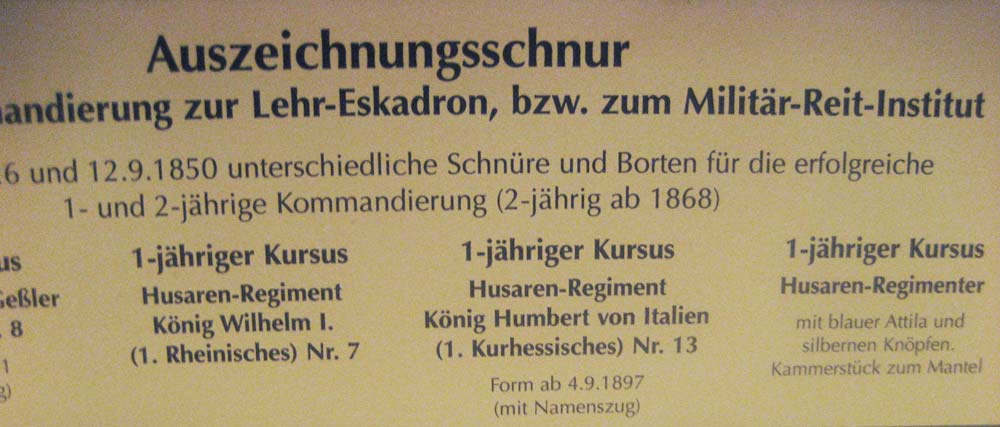 Auszeichnungsschnur
andierung zur Lehr-Eskadron, bzw. zum Militär-Reit-Institut
6 und 12.9.1850 unterschiedliche Schnüre und Borten für die erfolgreiche
1- und 2-jährige Kommandierung (2-jährig ab 1868)
us
eßler
8
1
g)
1-jähriger Kursus
Husaren-Regiment
König Wilhelm I.
(1. Rheinisches) Nr. 7
1-jähriger Kursus
Husaren-Regiment
König Humbert von Italien
(1. Kurhessisches) Nr. 13
Form ab 4.9.1897
(mit Namenszug)
1-jähriger Kursus
Husaren-Regimenter
mit blauer Attila und
silbernen Knöpfen.
Kammerstück zum Mantel